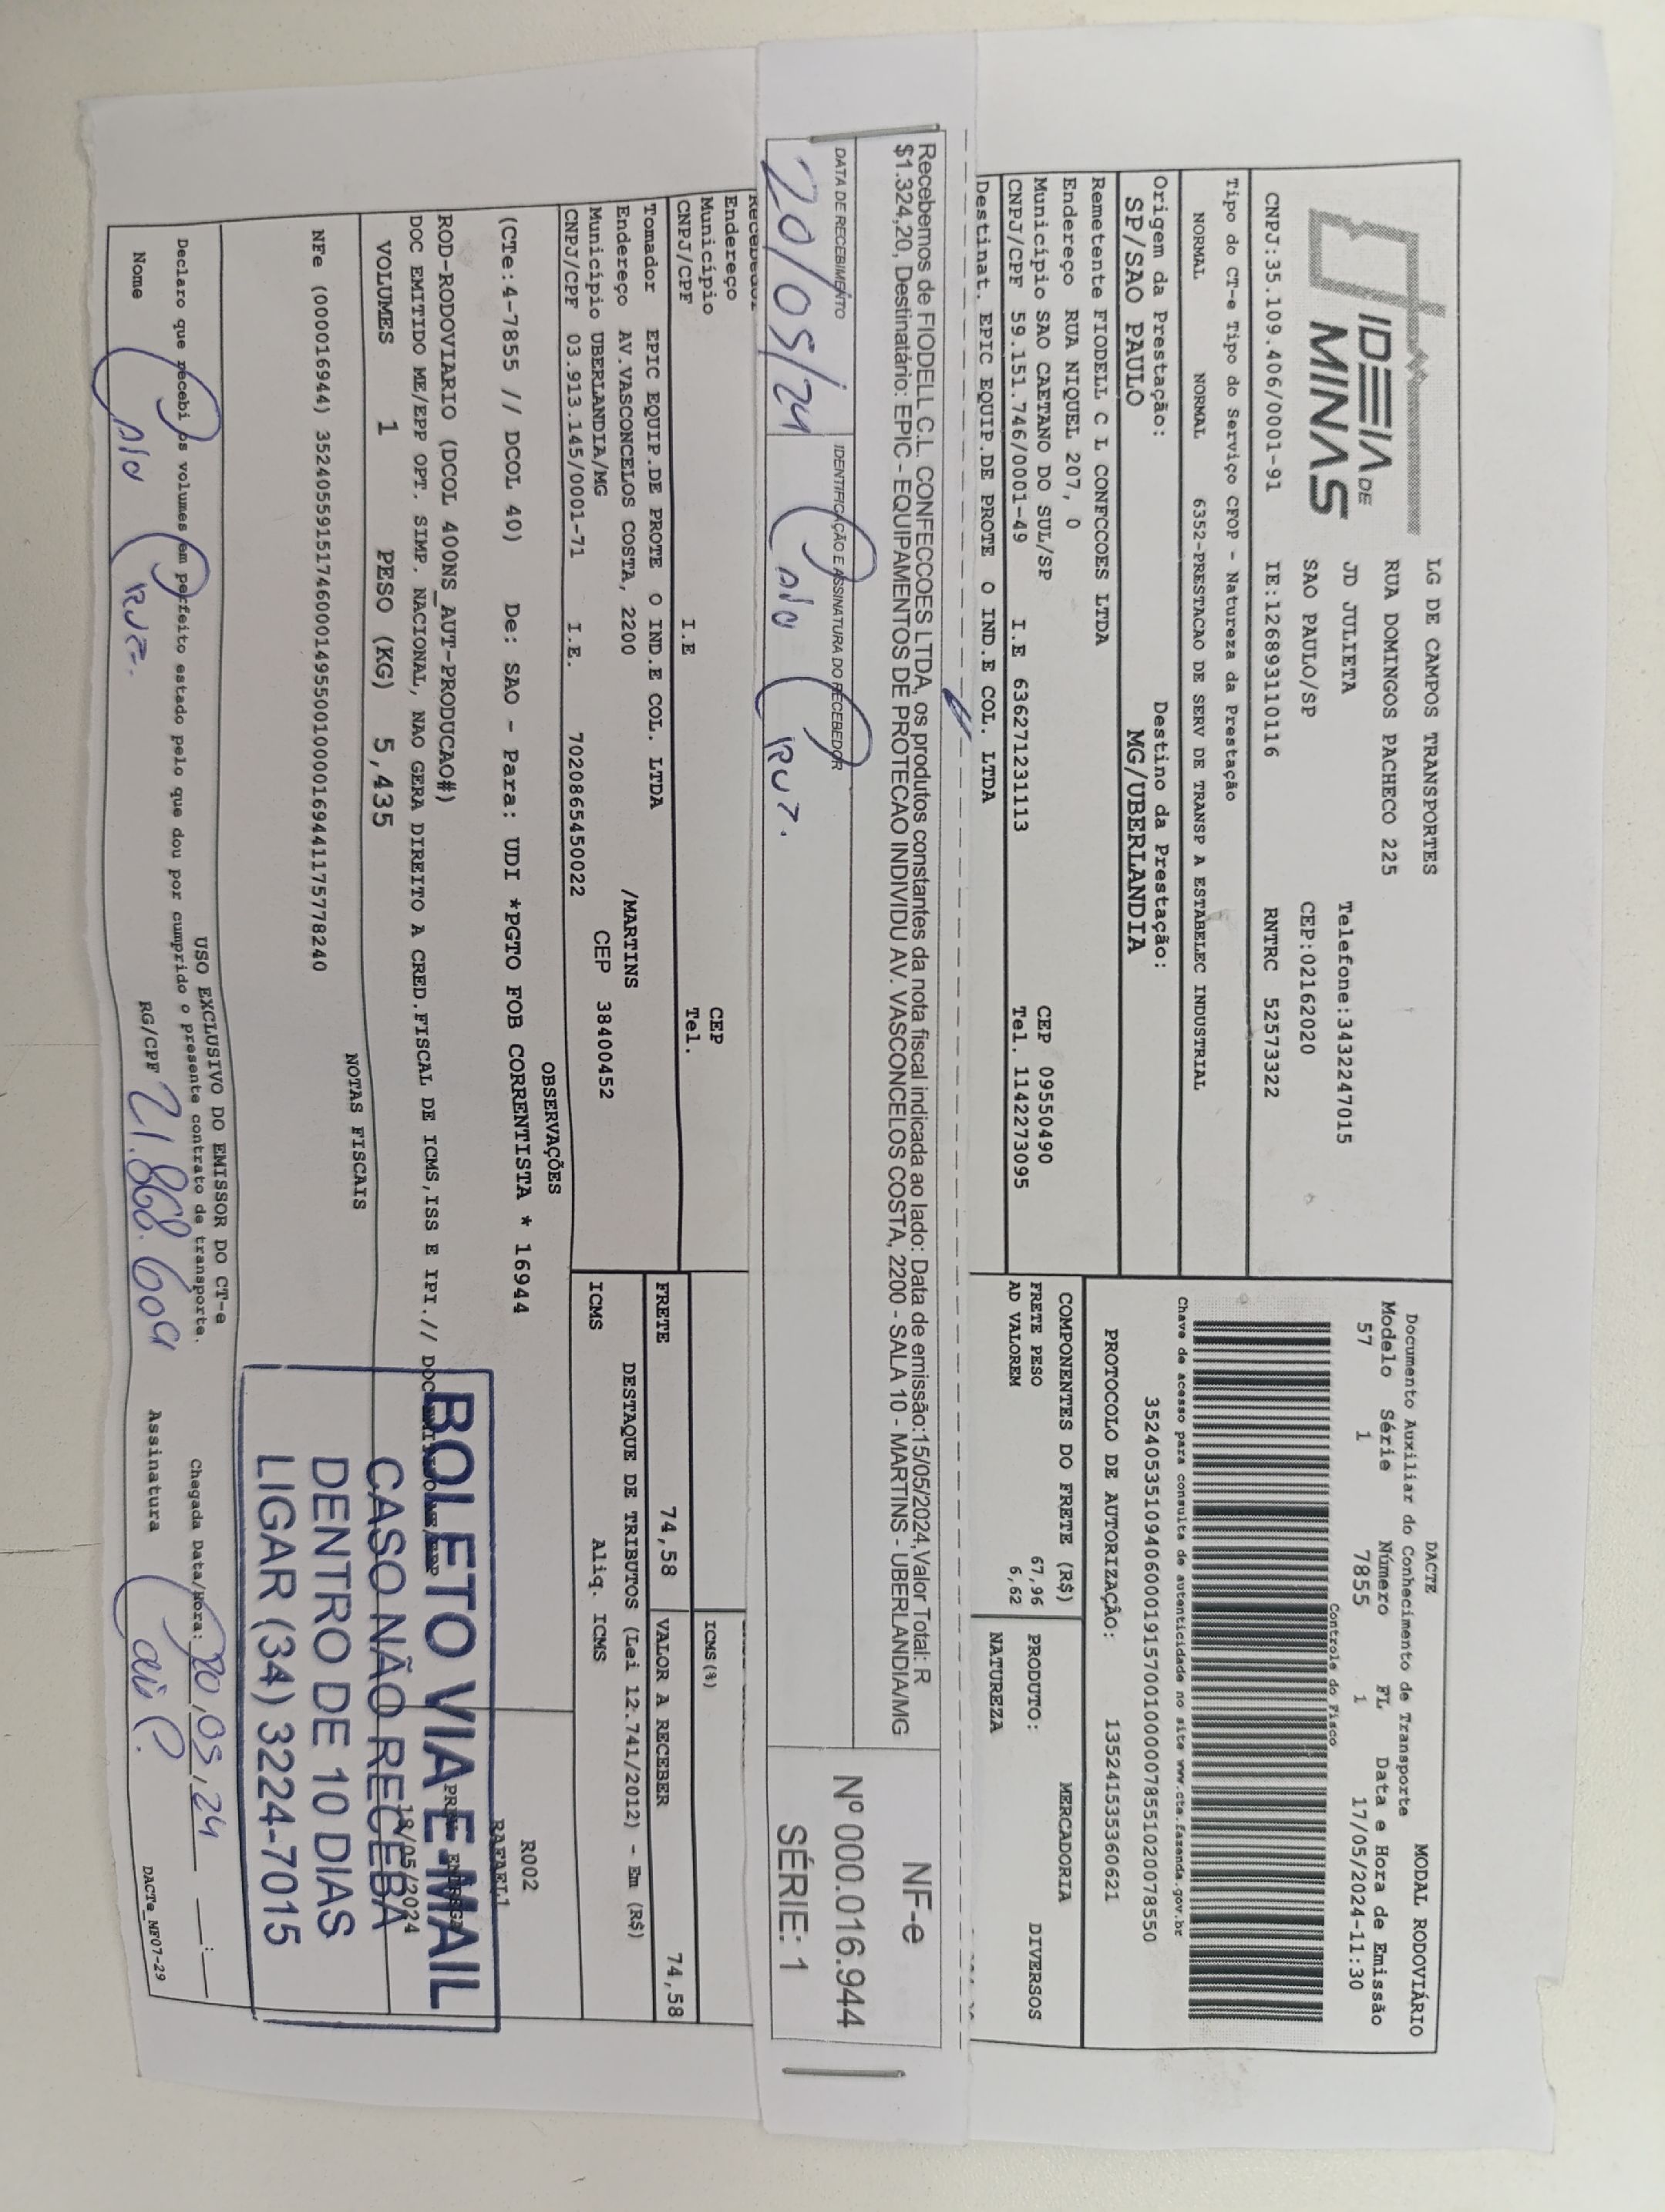 IDEIA DE
MINAS
LG DE CAMPOS TRANSPORTES
RUA DOMINGOS PACHECO 225
JD JULIETA Telefone:3432247015
SAO PAULO/SP CEP:02162020
CNPJ:35.109.406/0001-91 IE:126893110116 RNTRC 52573322
DACTE MODAL RODOVIÁRIO
Documento Auxiliar do Conhecimento de Transporte
Modelo Série Número FL Data e Hora de Emissão
57 1 7855 1 17/05/2024-11:30
Controle do Fisco
Chave de acesso para consulta de autenticidade no site www.cte.fazenda.gov.br
35240535109406000191570010000078551020078550
PROTOCOLO DE AUTORIZAÇÃO: 135241535360621
Tipo do CT-e Tipo do Serviço CFOP - Natureza da Prestação
NORMAL NORMAL 6352-PRESTACAO DE SERV DE TRANSP A ESTABELEC INDUSTRIAL
Origem da Prestação: Destino da Prestação:
SP/SAO PAULO MG/UBERLANDIA
Remetente FIODELL C L CONFCCOES LTDA
Endereço RUA NIQUEL 207, 0
Município SAO CAETANO DO SUL/SP CEP 09550490
CNPJ/CPF 59.151.746/0001-49 I.E 636271231113 Tel. 1142273095
Destinat. EPIC EQUIP.DE PROTE O IND.E COL. LTDA
COMPONENTES DO FRETE (R$) MERCADORIA
FRETE PESO 67,96 PRODUTO: DIVERSOS
AD VALOREM 6,62 NATUREZA
Recebemos de FIODELL C.L. CONFECCOES LTDA, os produtos constantes da nota fiscal indicada ao lado: Data de emissão:15/05/2024,Valor Total: R
$1.324,20, Destinatário: EPIC - EQUIPAMENTOS DE PROTECAO INDIVIDU AV. VASCONCELOS COSTA, 2200 - SALA 10 - MARTINS - UBERLANDIA/MG
DATA DE RECEBIMENTO IDENTIFICAÇÃO E ASSINATURA DO RECEBEDOR
20/05/24
NF-e
Nº 000.016.944
SÉRIE: 1
Recebedor
Endereço
Município CEP
CNPJ/CPF I.E Tel.
ICMS(%)
Tomador EPIC EQUIP.DE PROTE O IND.E COL. LTDA
Endereço AV.VASCONCELOS COSTA, 2200 /MARTINS
Município UBERLANDIA/MG CEP 38400452
CNPJ/CPF 03.913.145/0001-71 I.E. 7020865450022
FRETE 74,58 VALOR A RECEBER 74,58
DESTAQUE DE TRIBUTOS (Lei 12.741/2012) - Em (R$)
ICMS Aliq. ICMS
OBSERVAÇÕES
(CTe:4-7855 // DCOL 40) De: SAO - Para: UDI *PGTO FOB CORRENTISTA * 16944
R002
RAFAEL1
ROD-RODOVIARIO (DCOL 400NS_AUT-PRODUCAO#)
DOC EMITIDO ME/EPP OPT. SIMP. NACIONAL, NAO GERA DIREITO A CRED.FISCAL DE ICMS,ISS E IPI.// DOC EMITIDO ME/EPP
VOLUMES 1 PESO (KG) 5,435
18/05/2024
NOTAS FISCAIS
NFe (000016944) 35240559151746000149550010000169441175778240
BOLETO VIA E-MAIL
CASO NÃO RECEBA
DENTRO DE 10 DIAS
LIGAR (34) 3224-7015
USO EXCLUSIVO DO EMISSOR DO CT-e
Declaro que recebi os volumes em perfeito estado pelo que dou por cumprido o presente contrato de transporte.
Chegada Data/Hora: 20,05,24 __:__
Nome RG/CPF Assinatura
DACTe_MF07-29